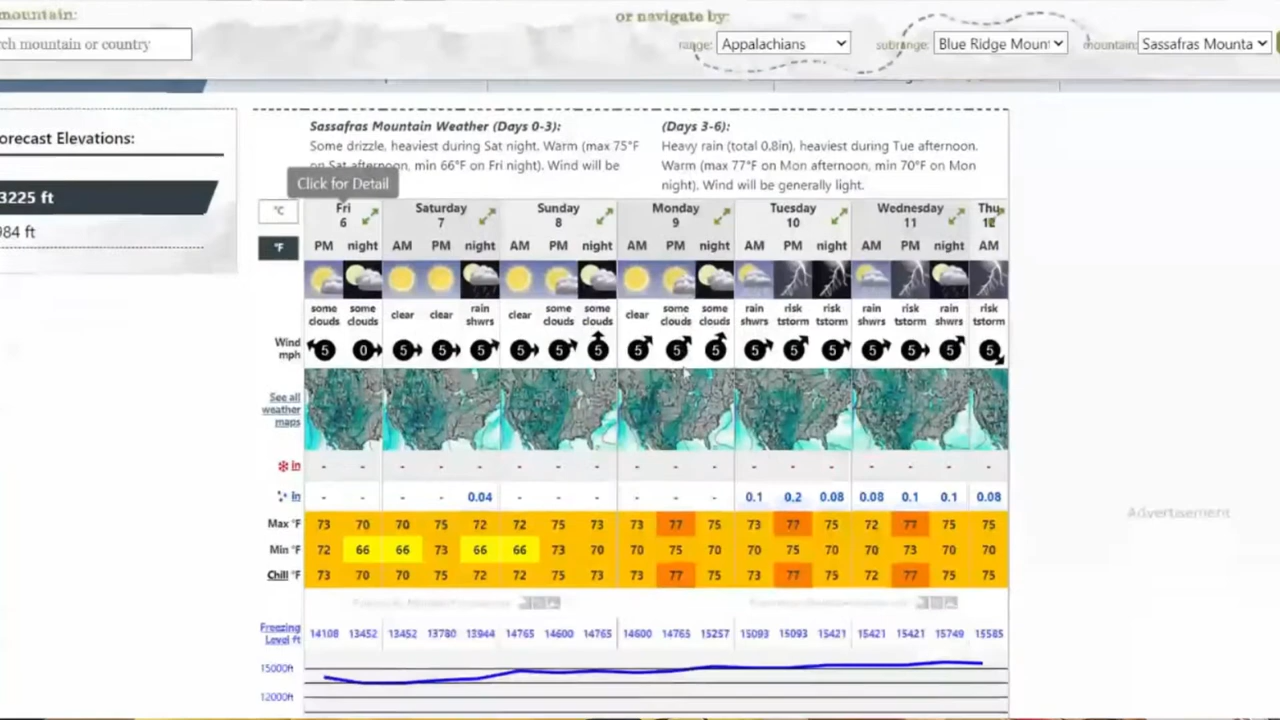 mountain:
or navigate by:
ch mountain or country
range: Appalachians
subrange: Blue Ridge Mount
mountain: Sassafras Mounta
orecast Elevations:
3225 ft
984 ft
Sassafras Mountain Weather (Days 0-3):
Some drizzle, heaviest during Sat night. Warm (max 75°F
on Sat afternoon, min 66°F on Fri night). Wind will be
(Days 3-6):
Heavy rain (total 0.8in), heaviest during Tue afternoon.
Warm (max 77°F on Mon afternoon, min 70°F on Mon
night). Wind will be generally light.
Click for Detail
°C Fri Saturday Sunday Monday Tuesday Wednesday Thu
6 7 8 9 10 11 12
°F PM night AM PM night AM PM night AM PM night AM PM night AM PM night AM
some some clear clear rain clear some some clear some some rain risk risk rain risk rain risk
clouds clouds shwrs clouds clouds clouds clouds shwrs tstorm tstorm shwrs tstorm shwrs tstorm
Wind 5 0 5 5 5 5 5 5 5 5 5 5 5 5 5 5 5 5
mph
See all
weather
maps
in - - - - - - - - - - - - - - - - - -
in - - - - 0.04 - - - - - - 0.1 0.2 0.08 0.08 0.1 0.1 0.08
Max °F 73 70 70 75 72 72 75 73 73 77 75 73 77 75 72 77 75 75
Min °F 72 66 66 73 66 66 73 70 70 75 70 70 75 70 70 73 70 70
Chill °F 73 70 70 75 72 72 75 73 73 77 75 73 77 75 72 77 75 75
Freezing 14108 13452 13452 13780 13944 14765 14600 14765 14600 14765 15257 15093 15093 15421 15421 15421 15749 15585
Level ft
15000ft
12000ft
Advertisement